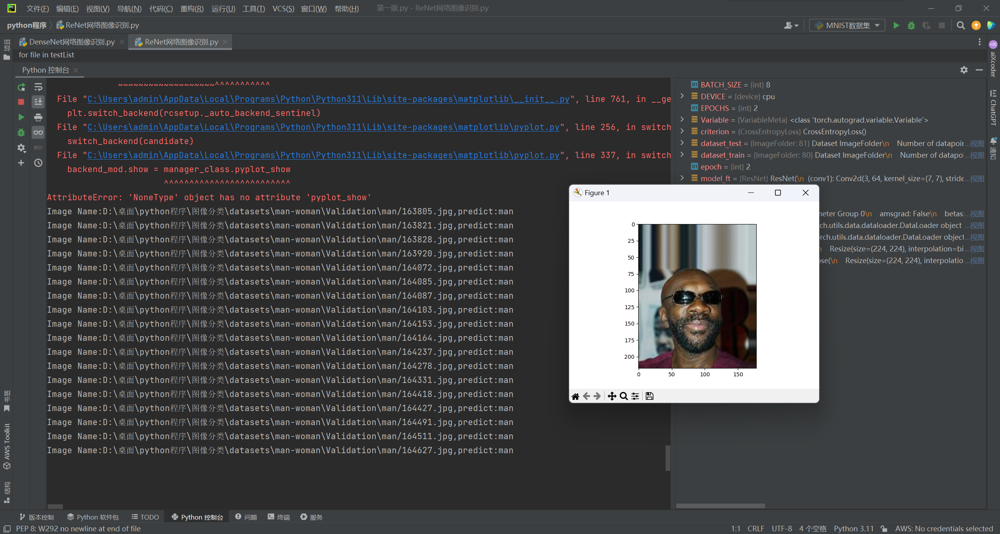 文件(F) 编辑(E) 视图(V) 导航(N) 代码(C) 重构(R) 运行(U) 工具(T) VCS(S) 窗口(W) 帮助(H) 第一版.py - ReNet网络图像识别.py
python程序 ReNet网络图像识别.py MNIST数据集
DenseNet网络图像识别.py ReNet网络图像识别.py
for file in testList
Python 控制台
~~~~~~~~~~~~~~~~~~~^^^^^^^^^^^
File "C:\Users\admin\AppData\Local\Programs\Python\Python311\Lib\site-packages\matplotlib\__init__.py", line 761, in __ge
plt.switch_backend(rcsetup._auto_backend_sentinel)
File "C:\Users\admin\AppData\Local\Programs\Python\Python311\Lib\site-packages\matplotlib\pyplot.py", line 256, in switch
switch_backend(candidate)
File "C:\Users\admin\AppData\Local\Programs\Python\Python311\Lib\site-packages\matplotlib\pyplot.py", line 337, in switch
backend_mod.show = manager_class.pyplot_show
^^^^^^^^^^^^^^^^^^^^^^^^^
AttributeError: 'NoneType' object has no attribute 'pyplot_show'
Image Name:D:\桌面\python程序\图像分类\datasets\man-woman\Validation\man/163805.jpg,predict:man
Image Name:D:\桌面\python程序\图像分类\datasets\man-woman\Validation\man/163821.jpg,predict:man
Image Name:D:\桌面\python程序\图像分类\datasets\man-woman\Validation\man/163828.jpg,predict:man
Image Name:D:\桌面\python程序\图像分类\datasets\man-woman\Validation\man/163920.jpg,predict:man
Image Name:D:\桌面\python程序\图像分类\datasets\man-woman\Validation\man/164072.jpg,predict:man
Image Name:D:\桌面\python程序\图像分类\datasets\man-woman\Validation\man/164085.jpg,predict:man
Image Name:D:\桌面\python程序\图像分类\datasets\man-woman\Validation\man/164087.jpg,predict:man
Image Name:D:\桌面\python程序\图像分类\datasets\man-woman\Validation\man/164103.jpg,predict:man
Image Name:D:\桌面\python程序\图像分类\datasets\man-woman\Validation\man/164153.jpg,predict:man
Image Name:D:\桌面\python程序\图像分类\datasets\man-woman\Validation\man/164164.jpg,predict:man
Image Name:D:\桌面\python程序\图像分类\datasets\man-woman\Validation\man/164237.jpg,predict:man
Image Name:D:\桌面\python程序\图像分类\datasets\man-woman\Validation\man/164278.jpg,predict:man
Image Name:D:\桌面\python程序\图像分类\datasets\man-woman\Validation\man/164331.jpg,predict:man
Image Name:D:\桌面\python程序\图像分类\datasets\man-woman\Validation\man/164418.jpg,predict:man
Image Name:D:\桌面\python程序\图像分类\datasets\man-woman\Validation\man/164427.jpg,predict:man
Image Name:D:\桌面\python程序\图像分类\datasets\man-woman\Validation\man/164491.jpg,predict:man
Image Name:D:\桌面\python程序\图像分类\datasets\man-woman\Validation\man/164511.jpg,predict:man
Image Name:D:\桌面\python程序\图像分类\datasets\man-woman\Validation\man/164627.jpg,predict:man
BATCH_SIZE = {int} 8
DEVICE = {device} cpu
EPOCHS = {int} 2
Variable = {VariableMeta} <class 'torch.autograd.variable.Variable'>
criterion = {CrossEntropyLoss} CrossEntropyLoss()
dataset_test = {ImageFolder: 81} Dataset ImageFolder\n Number of datapoin...视图
dataset_train = {ImageFolder: 80} Dataset ImageFolder\n Number of datapo...视图
epoch = {int} 2
model_ft = {ResNet} ResNet(\n (conv1): Conv2d(3, 64, kernel_size=(7, 7), stride...视图
meter Group 0\n amsgrad: False\n betas:...视图
rch.utils.data.dataloader.DataLoader object ...视图
orch.utils.data.dataloader.DataLoader object...视图
n Resize(size=(224, 224), interpolation=bi...视图
ose(\n Resize(size=(224, 224), interpolatio...视图
Figure 1
0
25
50
75
100
125
150
175
200
0 50 100 150
项目
书签
AWS Toolkit
结构
aiXcoder
ChatGPT
通知
版本控制 Python 软件包 TODO Python 控制台 问题 终端 服务
PEP 8: W292 no newline at end of file 1:1 CRLF UTF-8 4 个空格 Python 3.11 AWS: No credentials selected